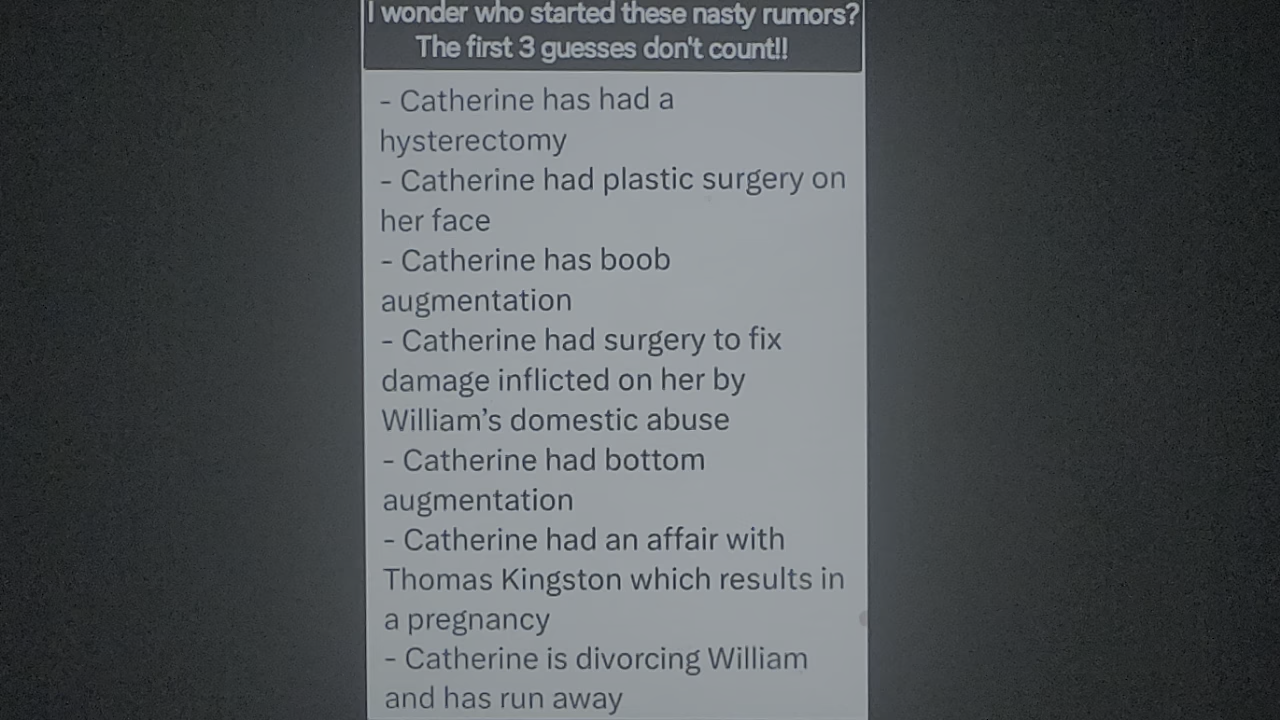 I wonder who started these nasty rumors?
The first 3 guesses don't count!!
- Catherine has had a
hysterectomy
- Catherine had plastic surgery on
her face
- Catherine has boob
augmentation
- Catherine had surgery to fix
damage inflicted on her by
William’s domestic abuse
- Catherine had bottom
augmentation
- Catherine had an affair with
Thomas Kingston which results in
a pregnancy
- Catherine is divorcing William
and has run away